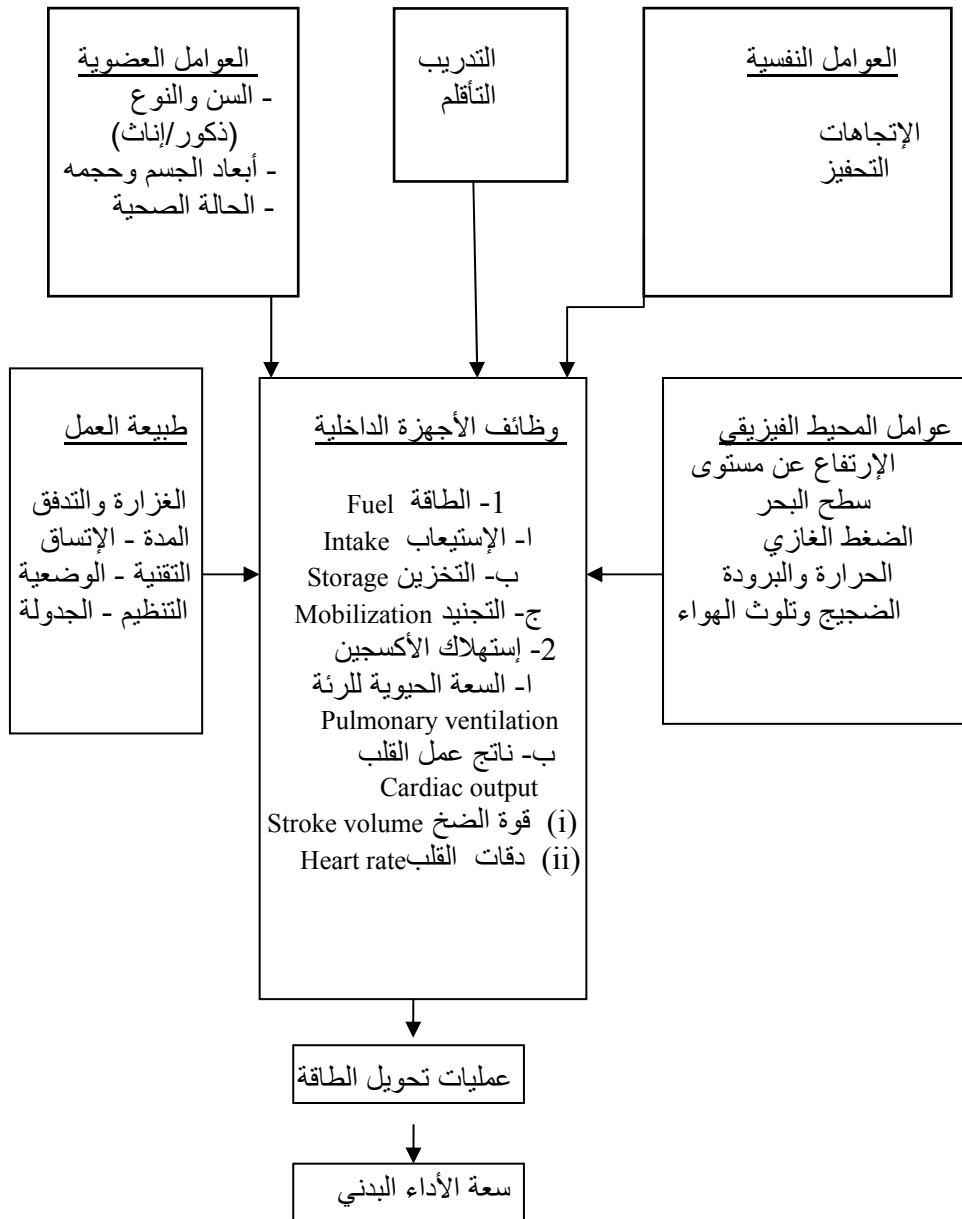 العوامل النفسية
الإتجاهات
التحفيز
التدريب
التأقلم
العوامل العضوية
- السن والنوع
(ذكور/إناث)
- أبعاد الجسم وحجمه
- الحالة الصحية
عوامل المحيط الفيزيقي
الإرتفاع عن مستوى
سطح البحر
الضغط الغازي
الحرارة والبرودة
الضجيج وتلوث الهواء
وظائف الأجهزة الداخلية
1- الطاقة Fuel
ا- الإستيعاب Intake
ب- التخزين Storage
ج- التجنيد Mobilization
2- إستهلاك الأكسجين
ا- السعة الحيوية للرئة
Pulmonary ventilation
ب- ناتج عمل القلب
Cardiac output
(i) قوة الضخ Stroke volume
(ii) دقات القلب Heart rate
طبيعة العمل
الغزارة والتدفق
المدة - الإتساق
التقنية - الوضعية
التنظيم - الجدولة
عمليات تحويل الطاقة
سعة الأداء البدني